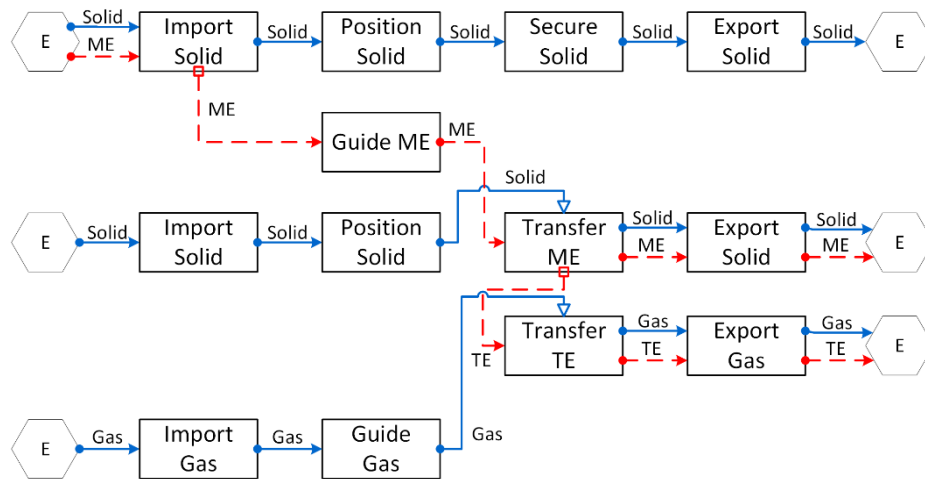 Solid
ME
E
Import
Solid
Solid
Position
Solid
Solid
Secure
Solid
Solid
Export
Solid
Solid
E
ME
Guide ME
ME
Solid
E
Solid
Import
Solid
Solid
Position
Solid
Transfer
ME
Solid
ME
Export
Solid
Solid
ME
E
TE
Transfer
TE
Gas
TE
Export
Gas
Gas
TE
E
E
Gas
Import
Gas
Gas
Guide
Gas
Gas